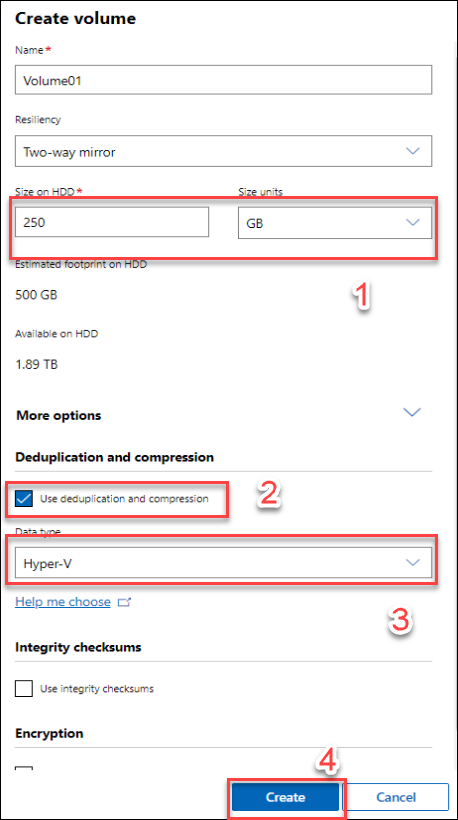 Create volume
Name*
Volume01
Resiliency
Two-way mirror
Size on HDD* Size units
250 GB
Estimated footprint on HDD
1
500 GB
Available on HDD
1.89 TB
More options
Deduplication and compression
Use deduplication and compression 2
Data type
Hyper-V
Help me choose
3
Integrity checksums
Use integrity checksums
Encryption
4
Create Cancel